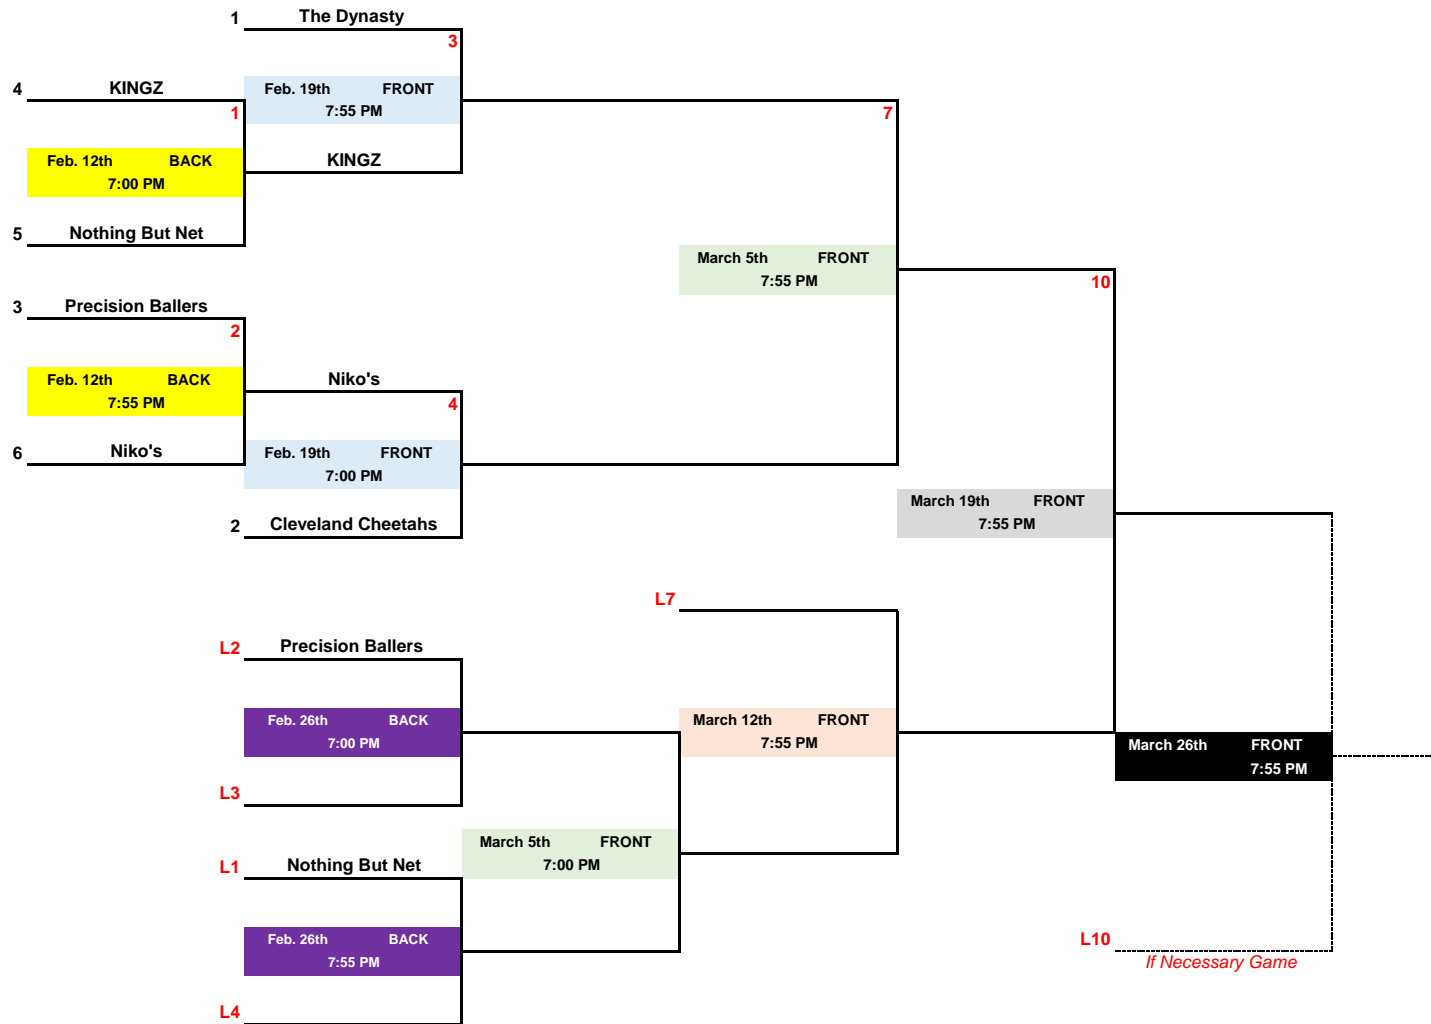 1 The Dynasty
3
4 KINGZ
Feb. 19th FRONT
7:55 PM
1
7
Feb. 12th BACK
7:00 PM
KINGZ
5 Nothing But Net
March 5th FRONT
7:55 PM
10
3 Precision Ballers
2
Feb. 12th BACK
7:55 PM
Niko's
4
6 Niko's
Feb. 19th FRONT
7:00 PM
2 Cleveland Cheetahs
March 19th FRONT
7:55 PM
L7
L2 Precision Ballers
Feb. 26th BACK
7:00 PM
March 12th FRONT
7:55 PM
March 26th FRONT
7:55 PM
L3
March 5th FRONT
7:00 PM
L1 Nothing But Net
Feb. 26th BACK
7:55 PM
L10
If Necessary Game
L4